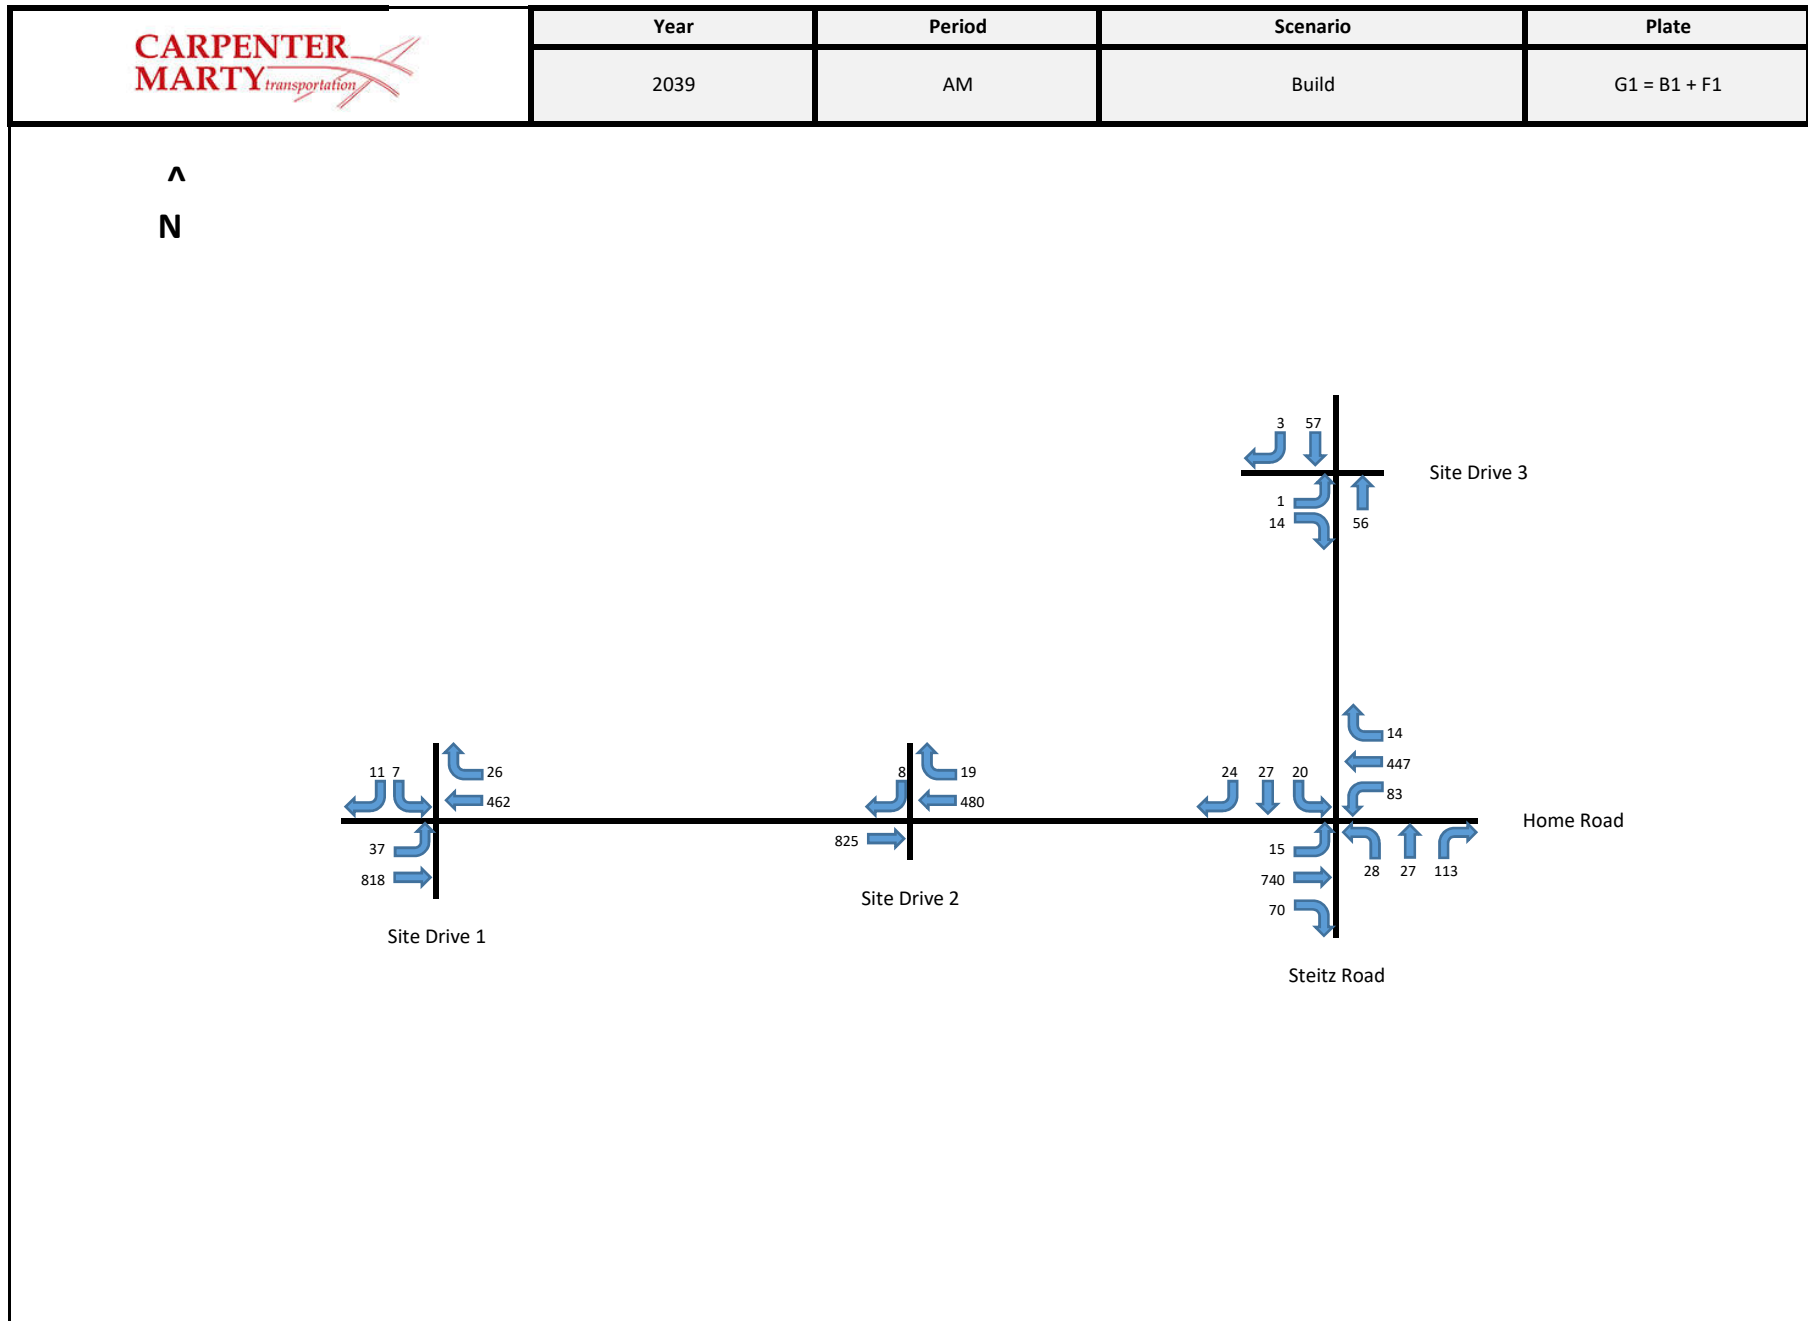 CARPENTER
MARTY transportation
Year Period Scenario Plate
2039 AM Build G1 = B1 + F1
^
N
3 57
Site Drive 3
1
14 56
14
447
83
11 7 26
462
8 19
480
24 27 20
Home Road
37
818
825
15
740
70
28 27 113
Site Drive 2
Site Drive 1
Steitz Road